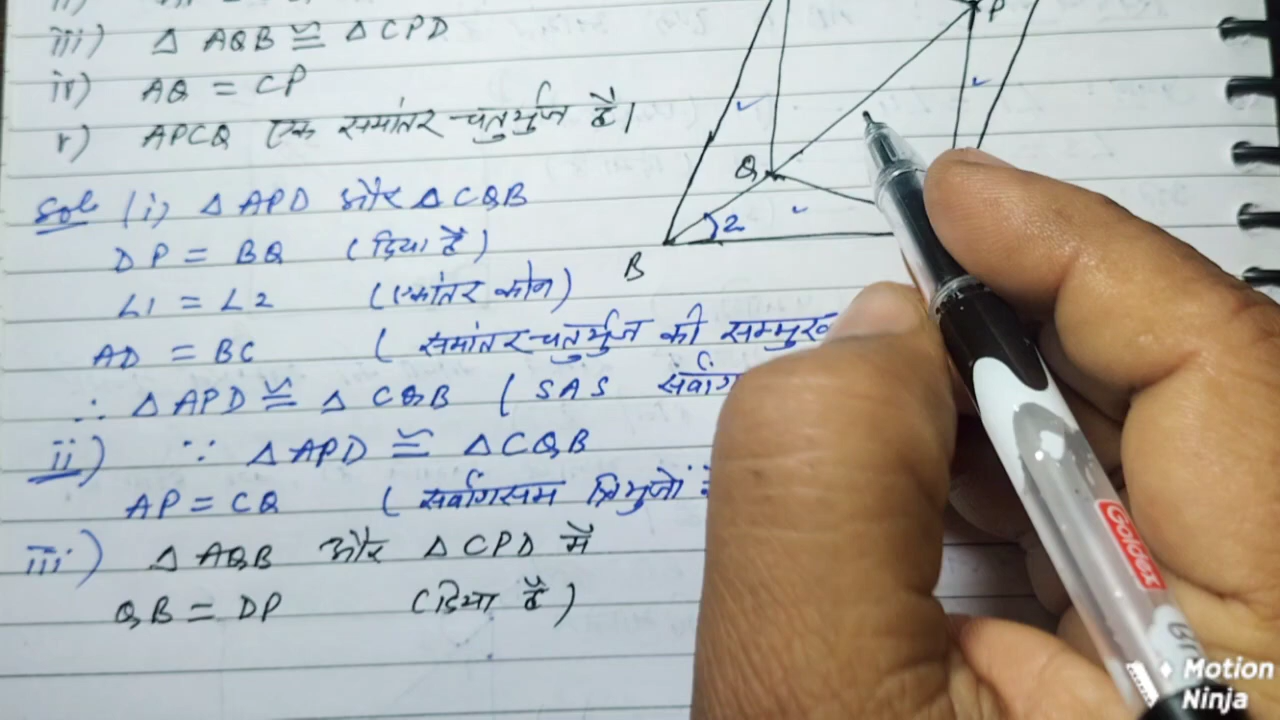 iii) Δ AQB ≅ Δ CPD
iv) AQ = CP
v) APCQ एक समांतर चतुर्भुज है।
Sol (i) Δ APD और Δ CQB
DP = BQ (दिया है)
∠1 = ∠2 (एकांतर कोन)
AD = BC ( समांतर चतुर्भुज की सम्मुख
∴ Δ APD ≅ Δ CQB ( SAS
ii) ∵ Δ APD ≅ Δ CQB
AP = CQ ( सर्वांगसम त्रिभुजों
iii) Δ AQB और Δ CPD में
QB = DP (दिया है)
P
Q
2
B
Goldex
Motion
Ninja